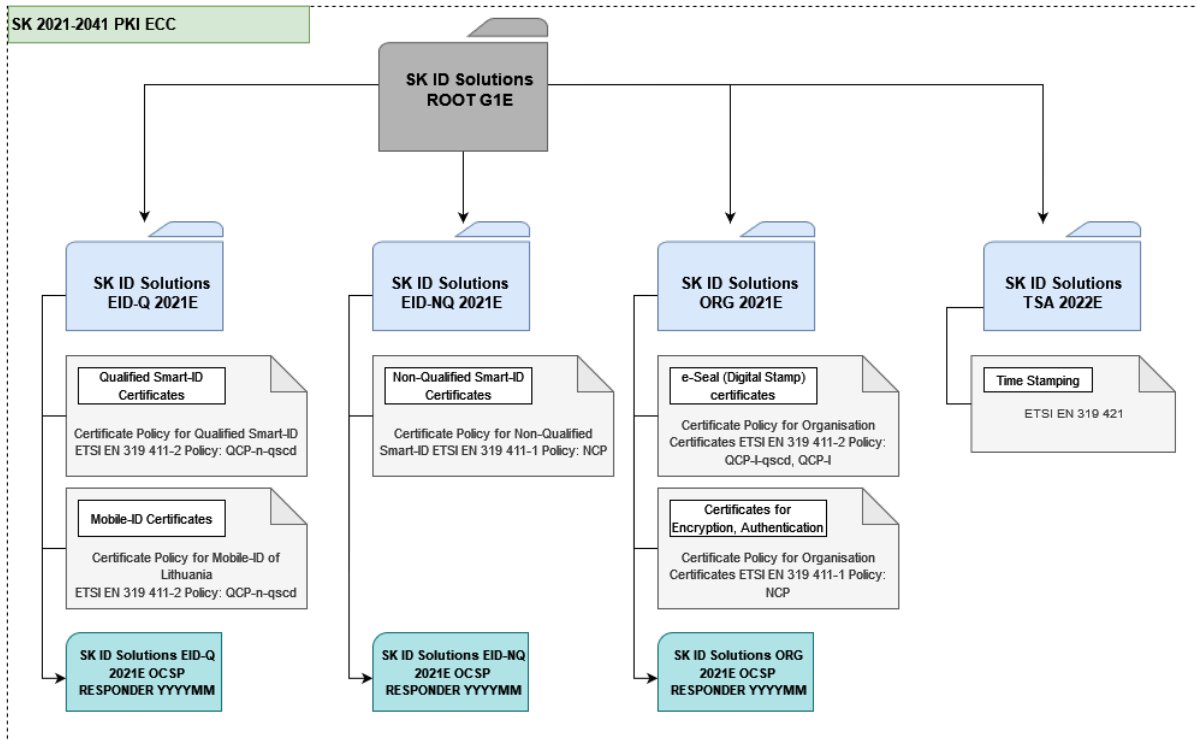 SK 2021-2041 PKI ECC
SK ID Solutions
ROOT G1E
SK ID Solutions
EID-Q 2021E
SK ID Solutions
EID-NQ 2021E
SK ID Solutions
ORG 2021E
SK ID Solutions
TSA 2022E
Qualified Smart-ID
Certificates
Certificate Policy for Qualified Smart-ID
ETSI EN 319 411-2 Policy: QCP-n-qscd
Non-Qualified Smart-ID
Certificates
Certificate Policy for Non-Qualified
Smart-ID ETSI EN 319 411-1 Policy: NCP
e-Seal (Digital Stamp)
certificates
Certificate Policy for Organisation
Certificates ETSI EN 319 411-2 Policy:
QCP-l-qscd, QCP-l
Time Stamping
ETSI EN 319 421
Mobile-ID Certificates
Certificate Policy for Mobile-ID of
Lithuania
ETSI EN 319 411-2 Policy: QCP-n-qscd
Certificates for
Encryption, Authentication
Certificate Policy for Organisation
Certificates ETSI EN 319 411-1 Policy:
NCP
SK ID Solutions EID-Q
2021E OCSP
RESPONDER YYYYMM
SK ID Solutions EID-NQ
2021E OCSP
RESPONDER YYYYMM
SK ID Solutions ORG
2021E OCSP
RESPONDER YYYYMM